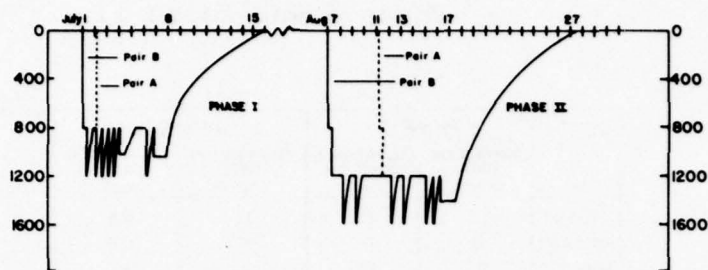 July 1 8 15 Aug 7 11 13 17 27
0 0
Pair B Pair A
Pair A Pair B
400 400
PHASE I PHASE II
800 800
1200 1200
1600 1600